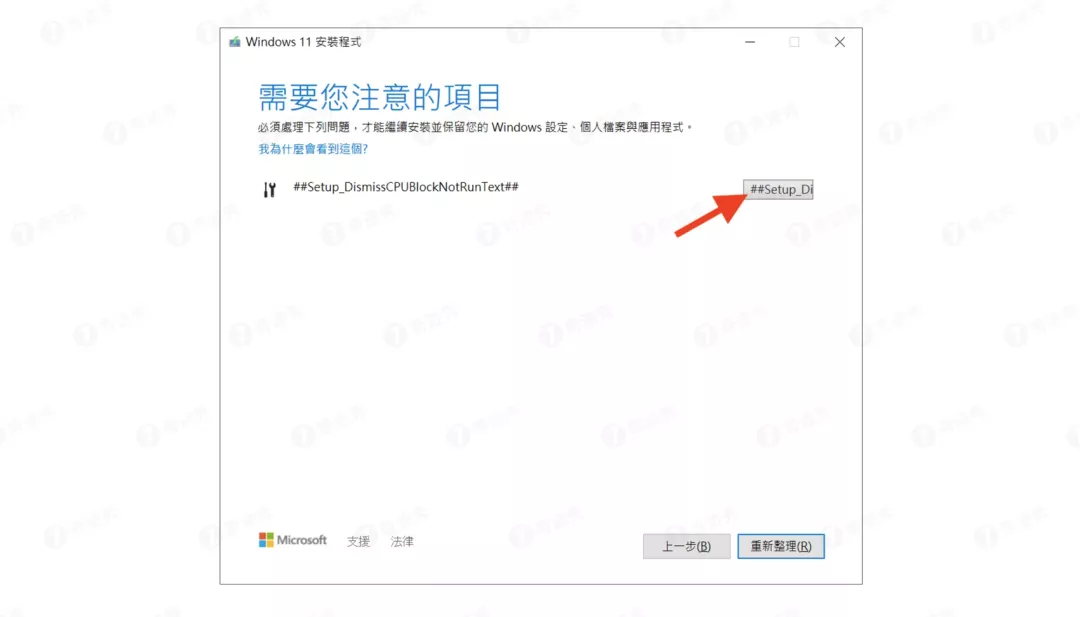 Windows 11 安裝程式
需要您注意的項目
必須處理下列問題，才能繼續安裝並保留您的 Windows 設定、個人檔案與應用程式。
我為什麼會看到這個?
##Setup_DismissCPUBlockNotRunText##
##Setup_Di
Microsoft
支援
法律
上一步(B)
重新整理(R)